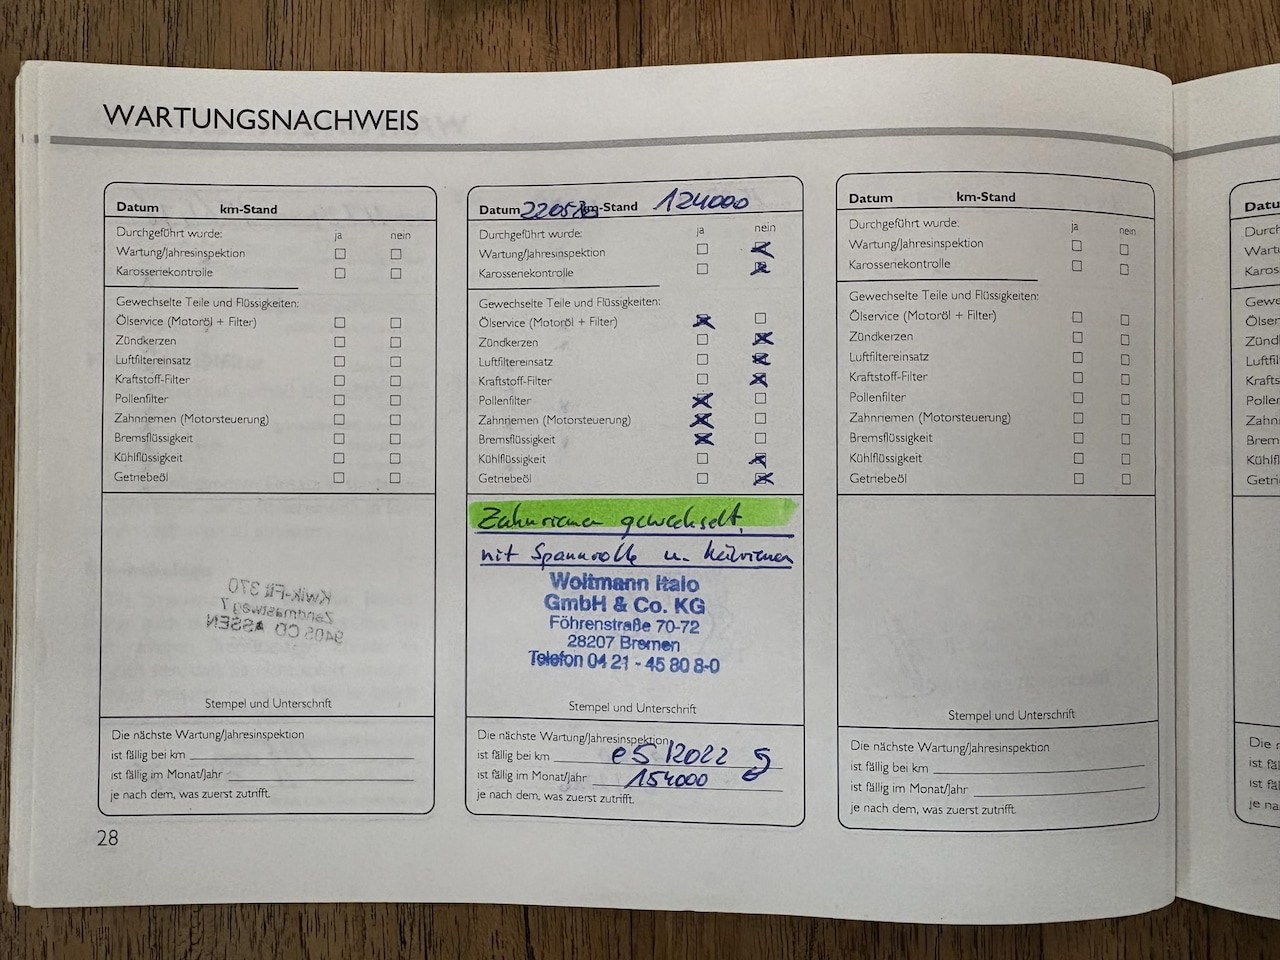 WARTUNGSNACHWEIS
Datum km-Stand
Durchgeführt wurde: ja nein
Wartung/Jahresinspektion
Karosseriekontrolle
Gewechselte Teile und Flüssigkeiten:
Ölservice (Motoröl + Filter)
Zündkerzen
Luftfiltereinsatz
Kraftstoff-Filter
Pollenfilter
Zahnriemen (Motorsteuerung)
Bremsflüssigkeit
Kühlflüssigkeit
Getriebeöl
Kwik-Fit 370
7
9405 CD ASSEN
Stempel und Unterschrift
Die nächste Wartung/Jahresinspektion
ist fällig bei km
ist fällig im Monat/Jahr
je nach dem, was zuerst zutrifft.
28
Datum km-Stand 124000
Durchgeführt wurde: ja nein
Wartung/Jahresinspektion
Karosseriekontrolle
Gewechselte Teile und Flüssigkeiten:
Ölservice (Motoröl + Filter)
Zündkerzen
Luftfiltereinsatz
Kraftstoff-Filter
Pollenfilter
Zahnriemen (Motorsteuerung)
Bremsflüssigkeit
Kühlflüssigkeit
Getriebeöl
Zahnriemen gewechselt,
mit Spannrolle u. Keilriemen
Woltmann Italo
GmbH & Co. KG
Föhrenstraße 70-72
28207 Bremen
Telefon 04 21 - 45 80 8-0
Stempel und Unterschrift
Die nächste Wartung/Jahresinspektion
ist fällig bei km 05/2022
ist fällig im Monat/Jahr 154000
je nach dem, was zuerst zutrifft.
Datum km-Stand
Durchgeführt wurde: ja nein
Wartung/Jahresinspektion
Karosseriekontrolle
Gewechselte Teile und Flüssigkeiten:
Ölservice (Motoröl + Filter)
Zündkerzen
Luftfiltereinsatz
Kraftstoff-Filter
Pollenfilter
Zahnriemen (Motorsteuerung)
Bremsflüssigkeit
Kühlflüssigkeit
Getriebeöl
Stempel und Unterschrift
Die nächste Wartung/Jahresinspektion
ist fällig bei km
ist fällig im Monat/Jahr
je nach dem, was zuerst zutrifft.